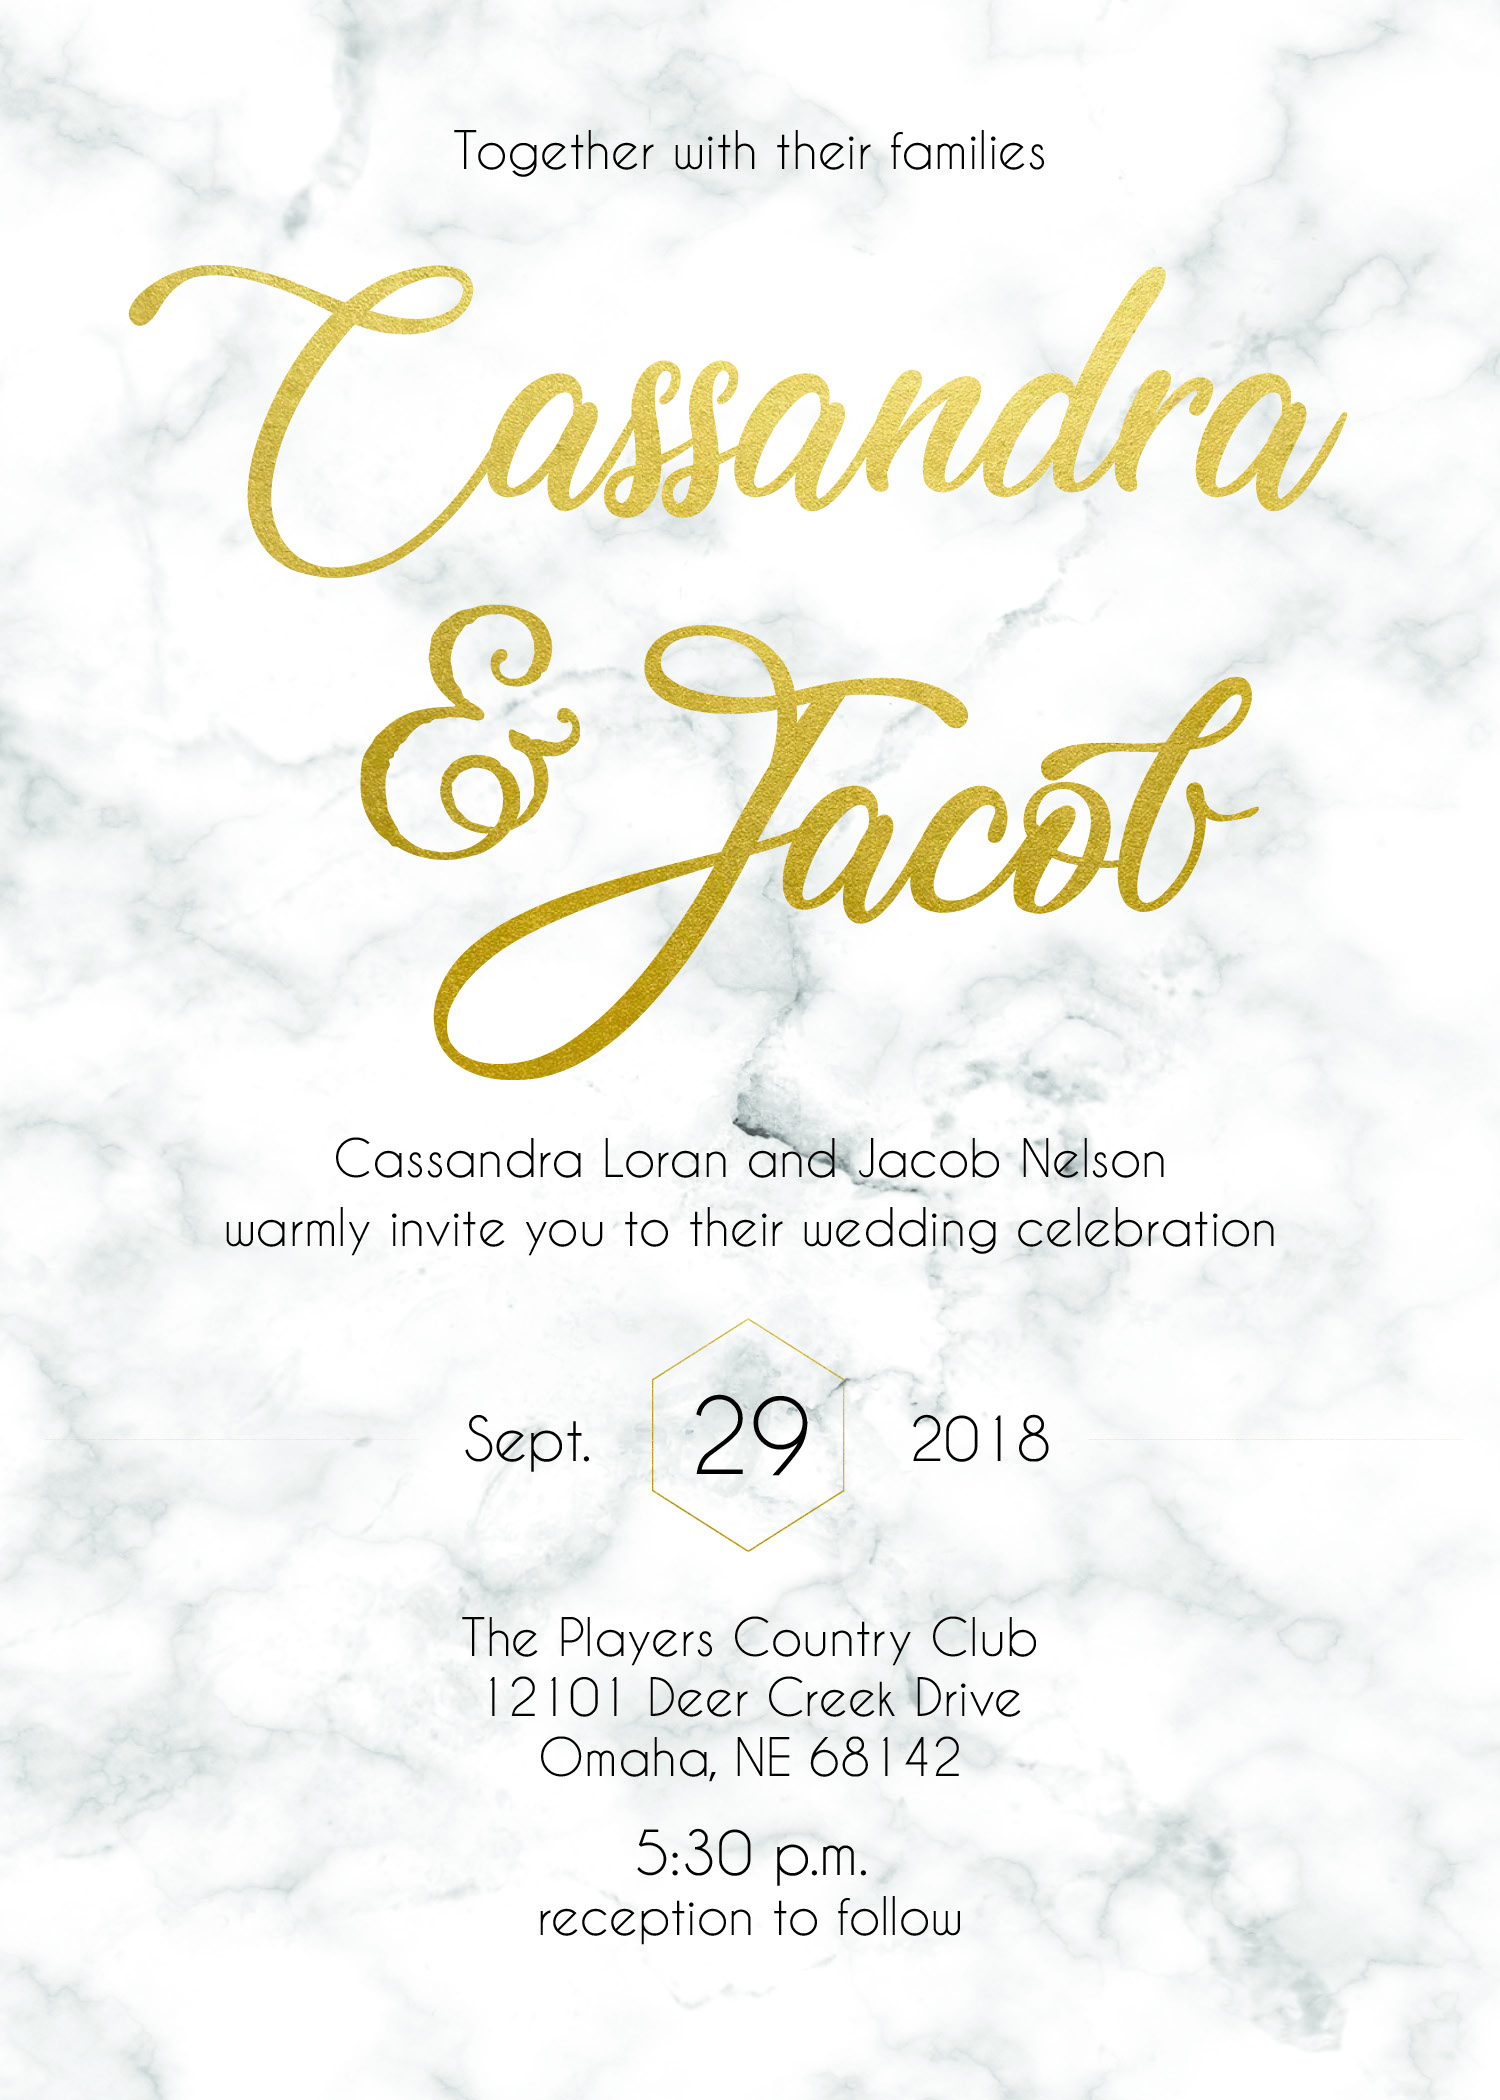 Together with their families
Cassandra
& Jacob
Cassandra Loran and Jacob Nelson
warmly invite you to their wedding celebration
Sept. 29 2018
The Players Country Club
12101 Deer Creek Drive
Omaha, NE 68142
5:30 p.m.
reception to follow